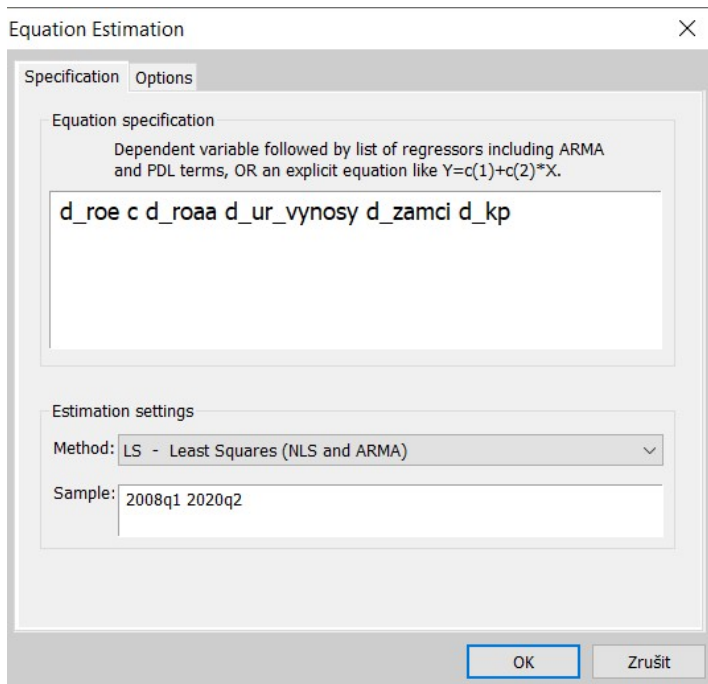 Equation Estimation
Specification Options
Equation specification
Dependent variable followed by list of regressors including ARMA
and PDL terms, OR an explicit equation like Y=c(1)+c(2)*X.
d_roe c d_roaa d_ur_vynosy d_zamci d_kp
Estimation settings
Method: LS - Least Squares (NLS and ARMA)
Sample: 2008q1 2020q2
OK Zrušit